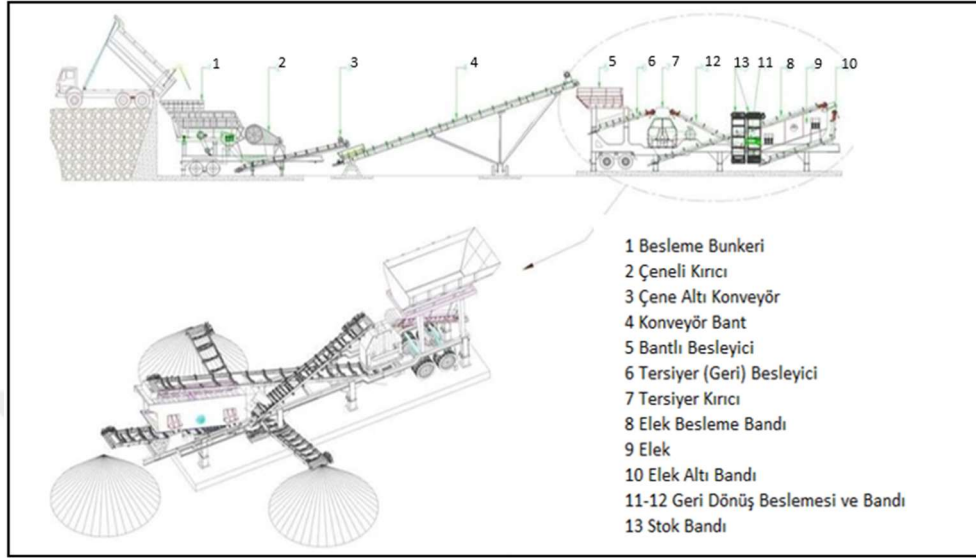 1 2 3 4 5 6 7 12 13 11 8 9 10
1 Besleme Bunkeri
2 Çeneli Kırıcı
3 Çene Altı Konveyör
4 Konveyör Bant
5 Bantlı Besleyici
6 Tersiyer (Geri) Besleyici
7 Tersiyer Kırıcı
8 Elek Besleme Bandı
9 Elek
10 Elek Altı Bandı
11-12 Geri Dönüş Beslemesi ve Bandı
13 Stok Bandı